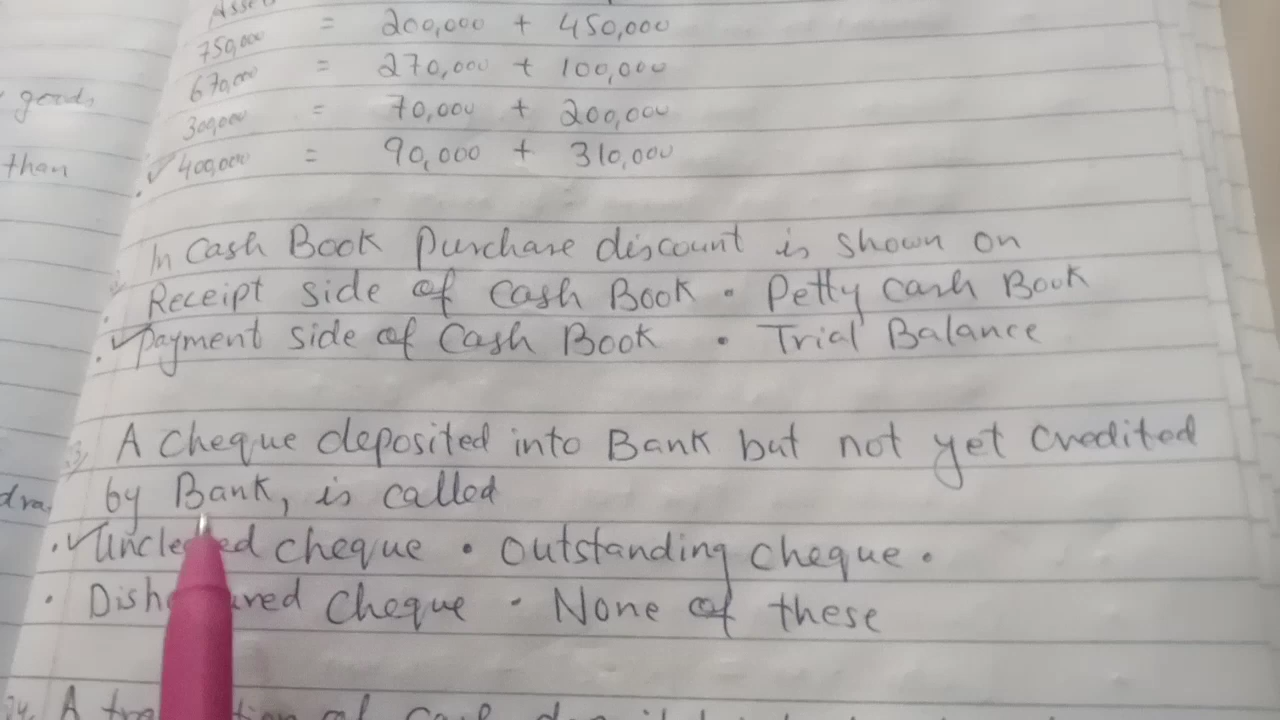 Assets
750,000 = 200,000 + 450,000
670,000 = 270,000 + 100,000
goods
300,000 = 70,000 + 200,000
than
400,000 = 90,000 + 310,000
In Cash Book Purchase discount is shown on
Receipt side of Cash Book • Petty cash Book
• Payment side of Cash Book • Trial Balance
A cheque deposited into Bank but not yet Credited
by Bank, is called
• cheque • Outstanding cheque •
• Cheque • None of these
A